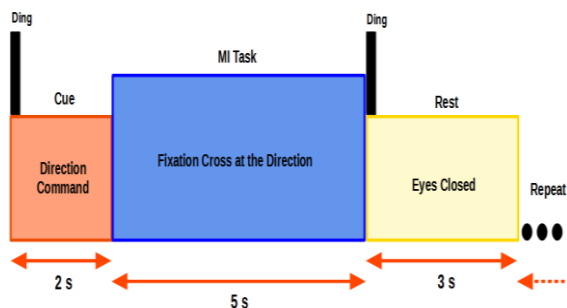 Ding
Ding
MI Task
Cue
Rest
Direction
Command
Fixation Cross at the Direction
Eyes Closed
Repeat
2 s
5 s
3 s